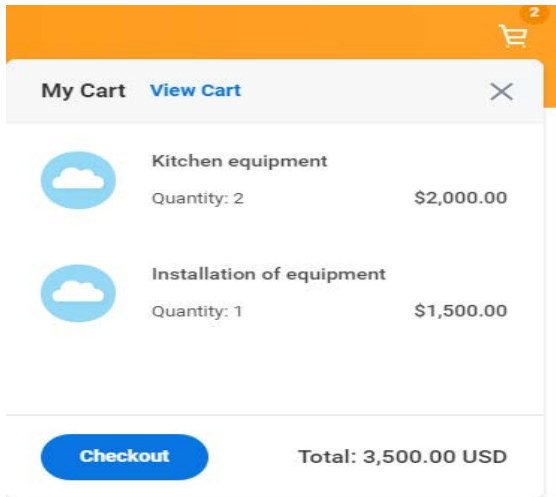 2
My Cart View Cart
Kitchen equipment
Quantity: 2 $2,000.00
Installation of equipment
Quantity: 1 $1,500.00
Checkout Total: 3,500.00 USD